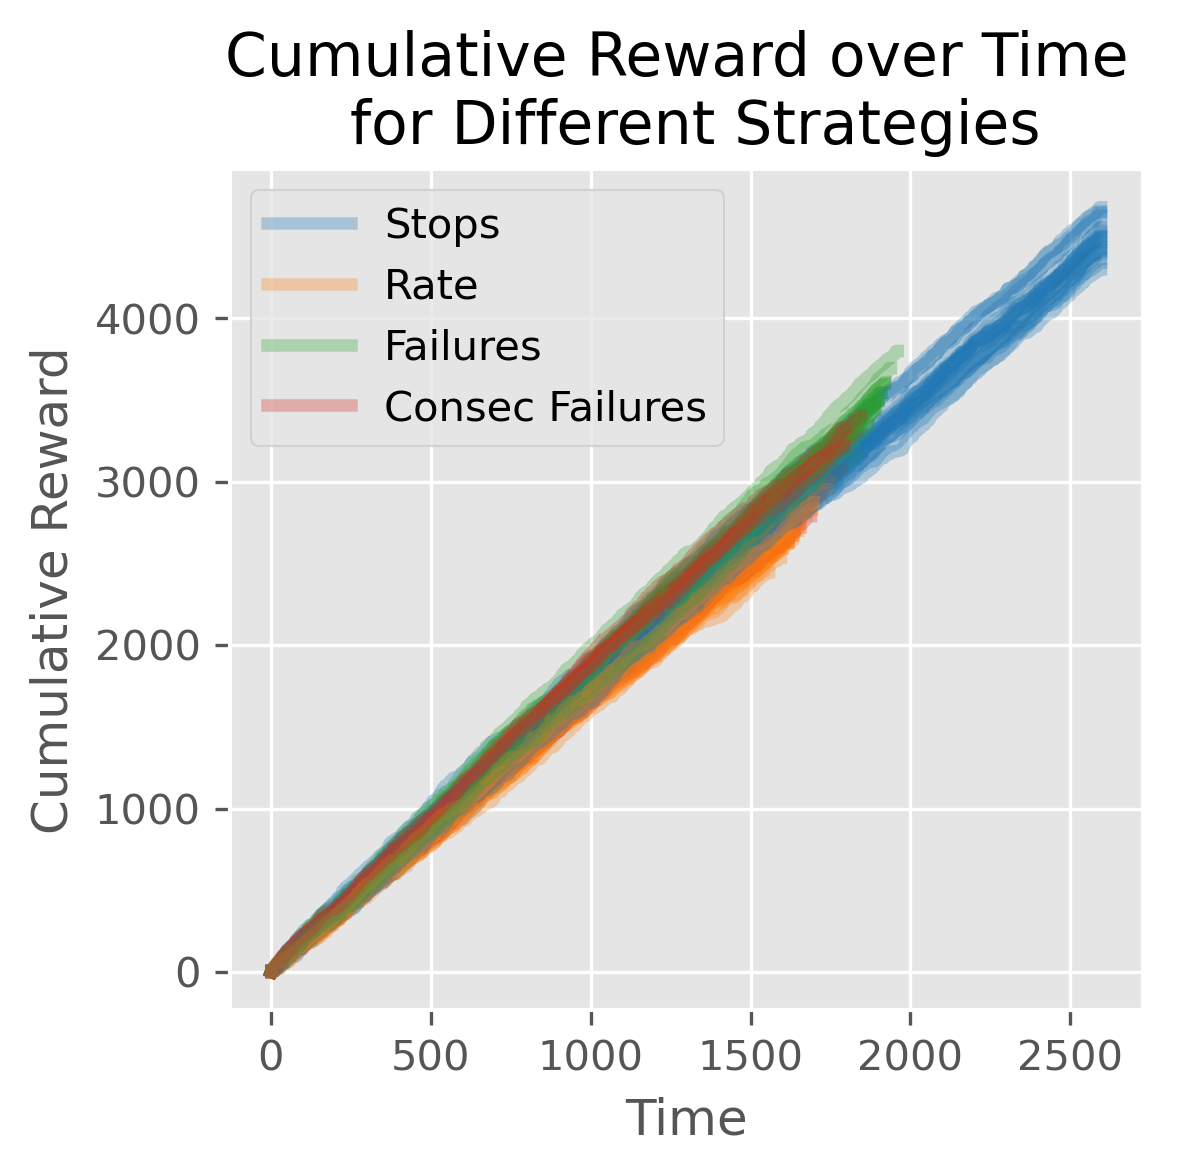 Cumulative Reward over Time
for Different Strategies
Stops
Rate
Failures
Consec Failures
Cumulative Reward
4000
3000
2000
1000
0
0 500 1000 1500 2000 2500
Time